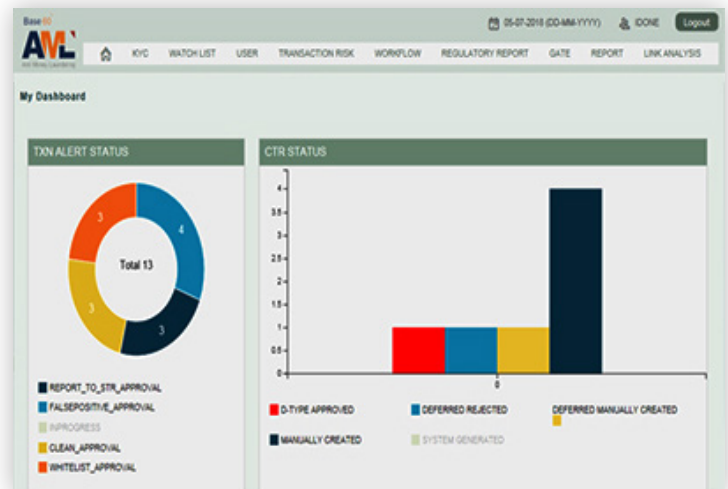 Base60
AML
Anti Money Laundering
05-07-2018 (DD-MM-YYYY) IDONE Logout
KYC WATCH LIST USER TRANSACTION RISK WORKFLOW REGULATORY REPORT GATE REPORT LINK ANALYSIS
My Dashboard
TXN ALERT STATUS
3
4
Total 13
3
3
REPORT_TO_STR_APPROVAL
FALSEPOSITIVE_APPROVAL
INPROGRESS
CLEAN_APPROVAL
WHITELIST_APPROVAL
CTR STATUS
4
3.5
3
2.5
2
1.5
1
0.5
0
0
D-TYPE APPROVED DEFERRED REJECTED DEFERRED MANUALLY CREATED
MANUALLY CREATED SYSTEM GENERATED